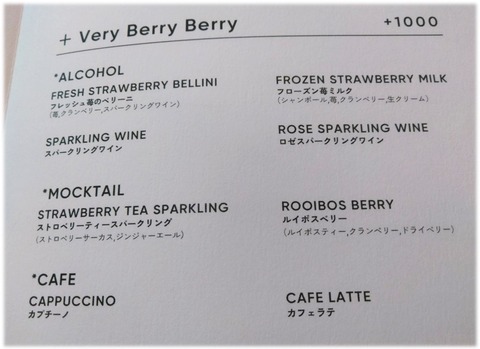 + Very Berry Berry
+1000
*ALCOHOL
FRESH STRAWBERRY BELLINI
フレッシュ苺のベリーニ
(苺,クランベリー,スパークリングワイン)
FROZEN STRAWBERRY MILK
フローズン苺ミルク
(シャンボール,苺,クランベリー,生クリーム)
SPARKLING WINE
スパークリングワイン
ROSE SPARKLING WINE
ロゼスパークリングワイン
*MOCKTAIL
STRAWBERRY TEA SPARKLING
ストロベリーティースパークリング
(ストロベリーサーカス,ジンジャーエール)
ROOIBOS BERRY
ルイボスベリー
(ルイボスティー,クランベリー,ドライベリー)
*CAFE
CAPPUCCINO
カプチーノ
CAFE LATTE
カフェラテ